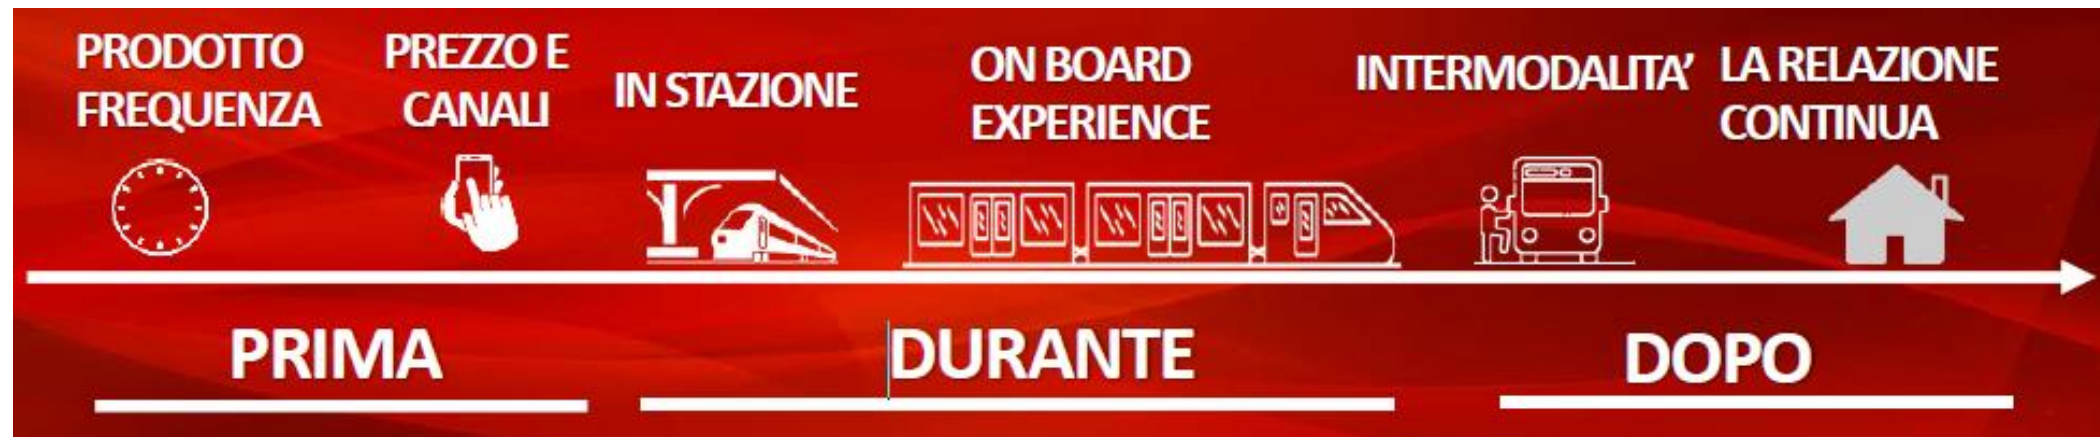 PRODOTTO
FREQUENZA
PREZZO E
CANALI
IN STAZIONE
ON BOARD
EXPERIENCE
INTERMODALITA'
LA RELAZIONE
CONTINUA
PRIMA
DURANTE
DOPO